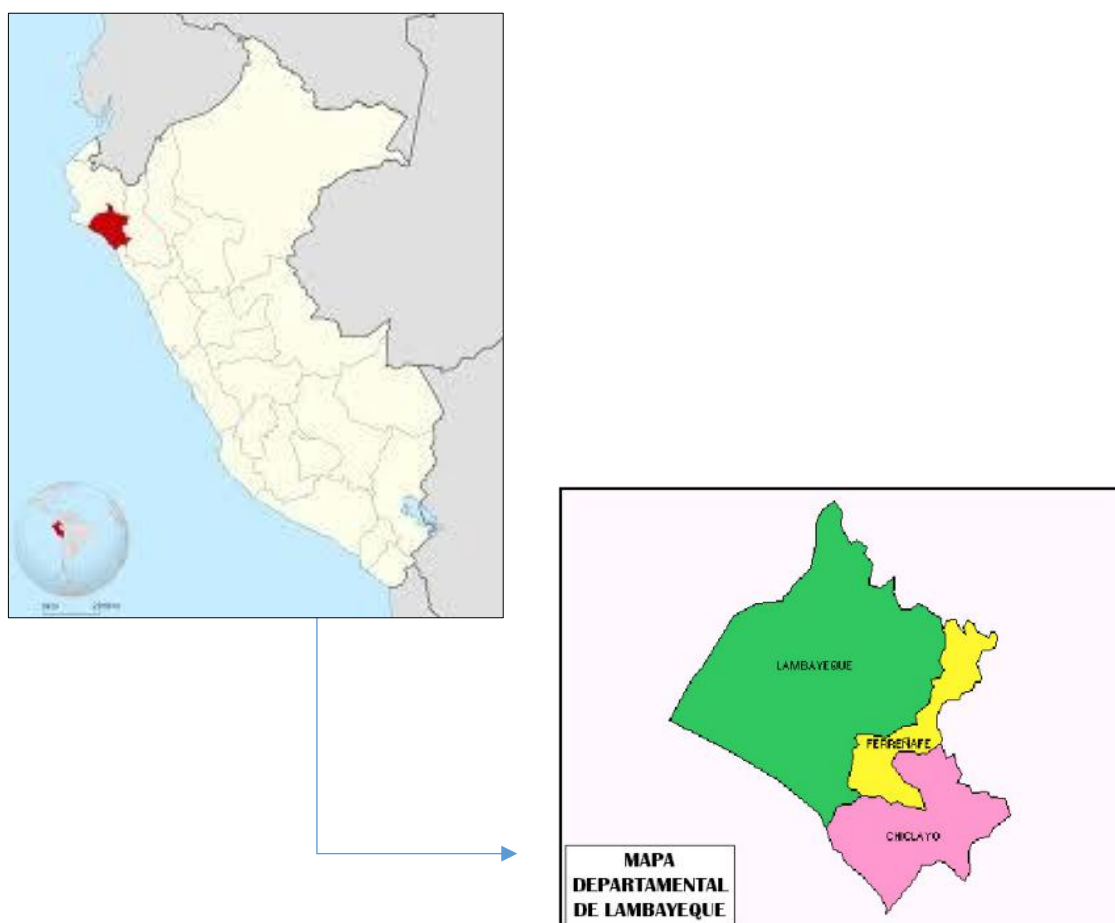 LAMBAYEQUE
FERREÑAFE
CHICLAYO
MAPA
DEPARTAMENTAL
DE LAMBAYEQUE